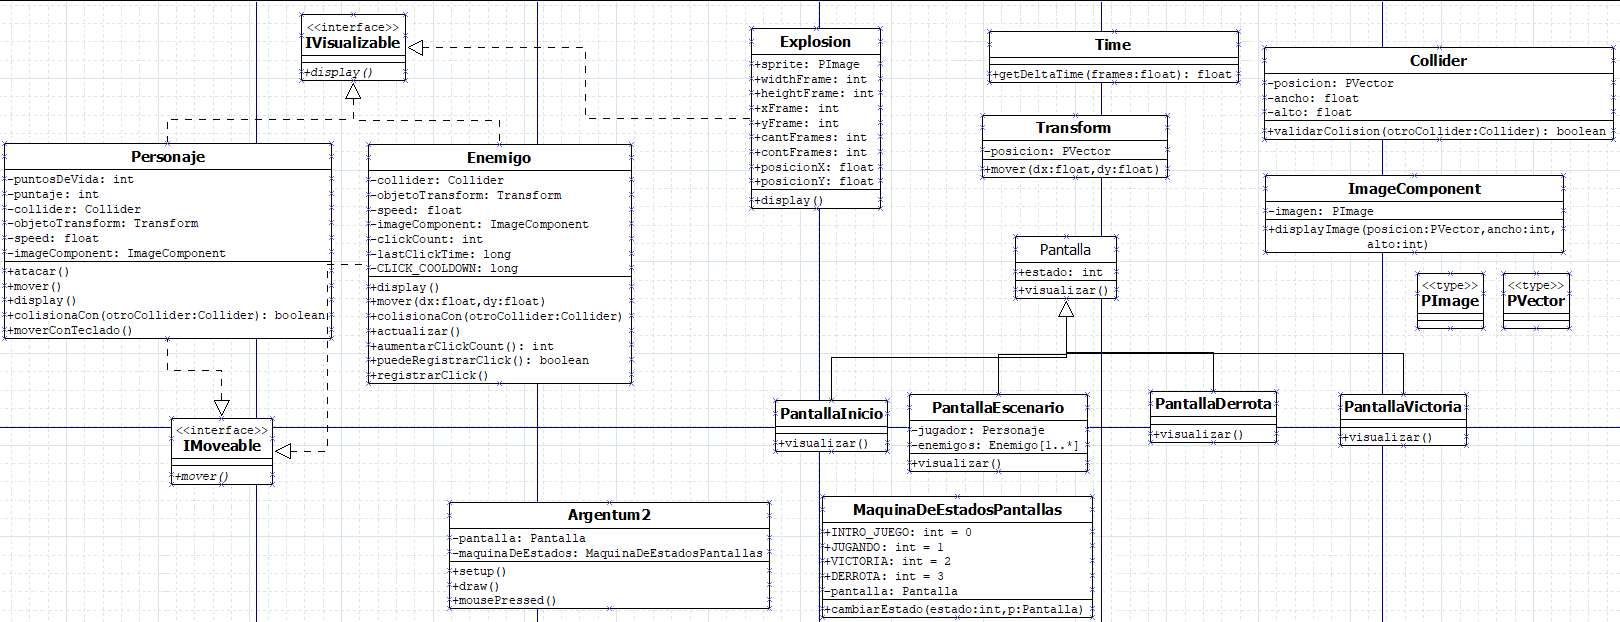 <<interface>>
IVisualizable
+display()
Personaje
-puntosDeVida: int
-puntaje: int
-collider: Collider
-objetoTransform: Transform
-speed: float
-imageComponent: ImageComponent
+atacar()
+mover()
+display()
+colisionaCon(otroCollider:Collider): boolean
+moverConTeclado()
Enemigo
-collider: Collider
-objetoTransform: Transform
-speed: float
-imageComponent: ImageComponent
-clickCount: int
-lastClickTime: long
-CLICK_COOLDOWN: long
+display()
+mover(dx:float,dy:float)
+colisionaCon(otroCollider:Collider)
+actualizar()
+aumentarClickCount(): int
+puedeRegistrarClick(): boolean
+registrarClick()
<<interface>>
IMoveable
+mover()
Explosion
+sprite: PImage
+widthFrame: int
+heightFrame: int
+xFrame: int
+yFrame: int
+cantFrames: int
+contFrames: int
+posicionX: float
+posicionY: float
+display()
Time
+getDeltaTime(frames:float): float
Transform
-posicion: PVector
+mover(dx:float,dy:float)
Collider
-posicion: PVector
-ancho: float
-alto: float
+validarColision(otroCollider:Collider): boolean
ImageComponent
-imagen: PImage
+displayImage(posicion:PVector,ancho:int,
alto:int)
<<type>>
PImage
<<type>>
PVector
Pantalla
+estado: int
+visualizar()
PantallaInicio
+visualizar()
PantallaEscenario
-jugador: Personaje
-enemigos: Enemigo[1..*]
+visualizar()
PantallaDerrota
+visualizar()
PantallaVictoria
+visualizar()
Argentum2
-pantalla: Pantalla
-maquinaDeEstados: MaquinaDeEstadosPantallas
+setup()
+draw()
+mousePressed()
MaquinaDeEstadosPantallas
+INTRO_JUEGO: int = 0
+JUGANDO: int = 1
+VICTORIA: int = 2
+DERROTA: int = 3
-pantalla: Pantalla
+cambiarEstado(estado:int,p:Pantalla)